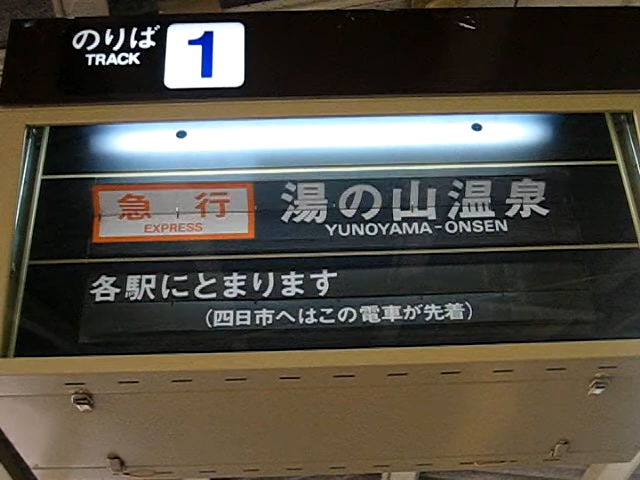 のりば 1
TRACK
急行 湯の山温泉
EXPRESS YUNOYAMA-ONSEN
各駅にとまります
(四日市へはこの電車が先着)